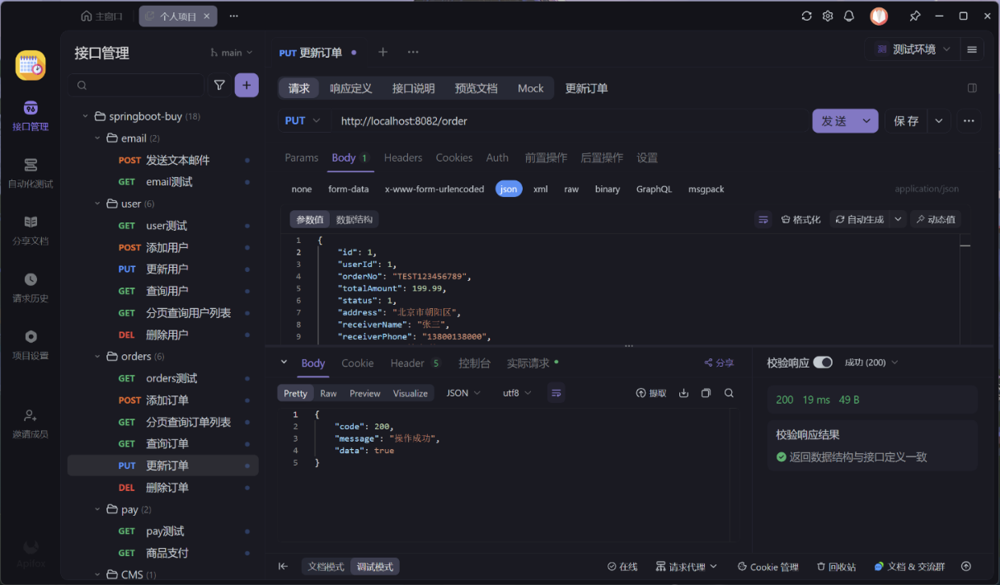 主窗口
个人项目
接口管理
main
PUT 更新订单
测 测试环境
接口管理
自动化测试
分享文档
请求历史
项目设置
邀请成员
Apifox
springboot-buy (18)
email (2)
POST 发送文本邮件
GET email测试
user (6)
GET user测试
POST 添加用户
PUT 更新用户
GET 查询用户
GET 分页查询用户列表
DEL 删除用户
orders (6)
GET orders测试
POST 添加订单
GET 分页查询订单列表
GET 查询订单
PUT 更新订单
DEL 删除订单
pay (2)
GET pay测试
GET 商品支付
CMS (1)
请求 响应定义 接口说明 预览文档 Mock 更新订单
PUT http://localhost:8082/order 发 送 保 存
Params Body 1 Headers Cookies Auth 前置操作 后置操作 设置
none form-data x-www-form-urlencoded json xml raw binary GraphQL msgpack application/json
参数值 数据结构 格式化 自动生成 动态值
1 {
2 "id": 1,
3 "userId": 1,
4 "orderNo": "TEST123456789",
5 "totalAmount": 199.99,
6 "status": 1,
7 "address": "北京市朝阳区",
8 "receiverName": "张三",
9 "receiverPhone": "13800138000",
Body Cookie Header 5 控制台 实际请求 分享
Pretty Raw Preview Visualize JSON utf8 提取
1 {
2 "code": 200,
3 "message": "操作成功",
4 "data": true
5 }
校验响应 成功 (200)
200 19 ms 49 B
校验响应结果
返回数据结构与接口定义一致
文档模式 调试模式 在线 请求代理 Cookie 管理 回收站 文档 & 交流群